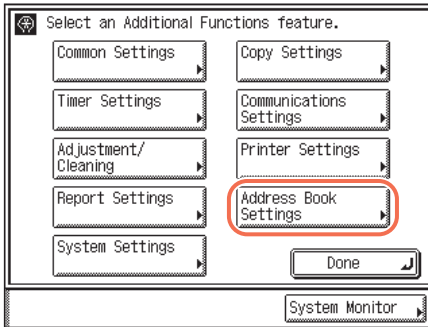 Select an Additional Functions feature.
Common Settings
Copy Settings
Timer Settings
Communications
Settings
Adjustment/
Cleaning
Printer Settings
Report Settings
Address Book
Settings
System Settings
Done
System Monitor